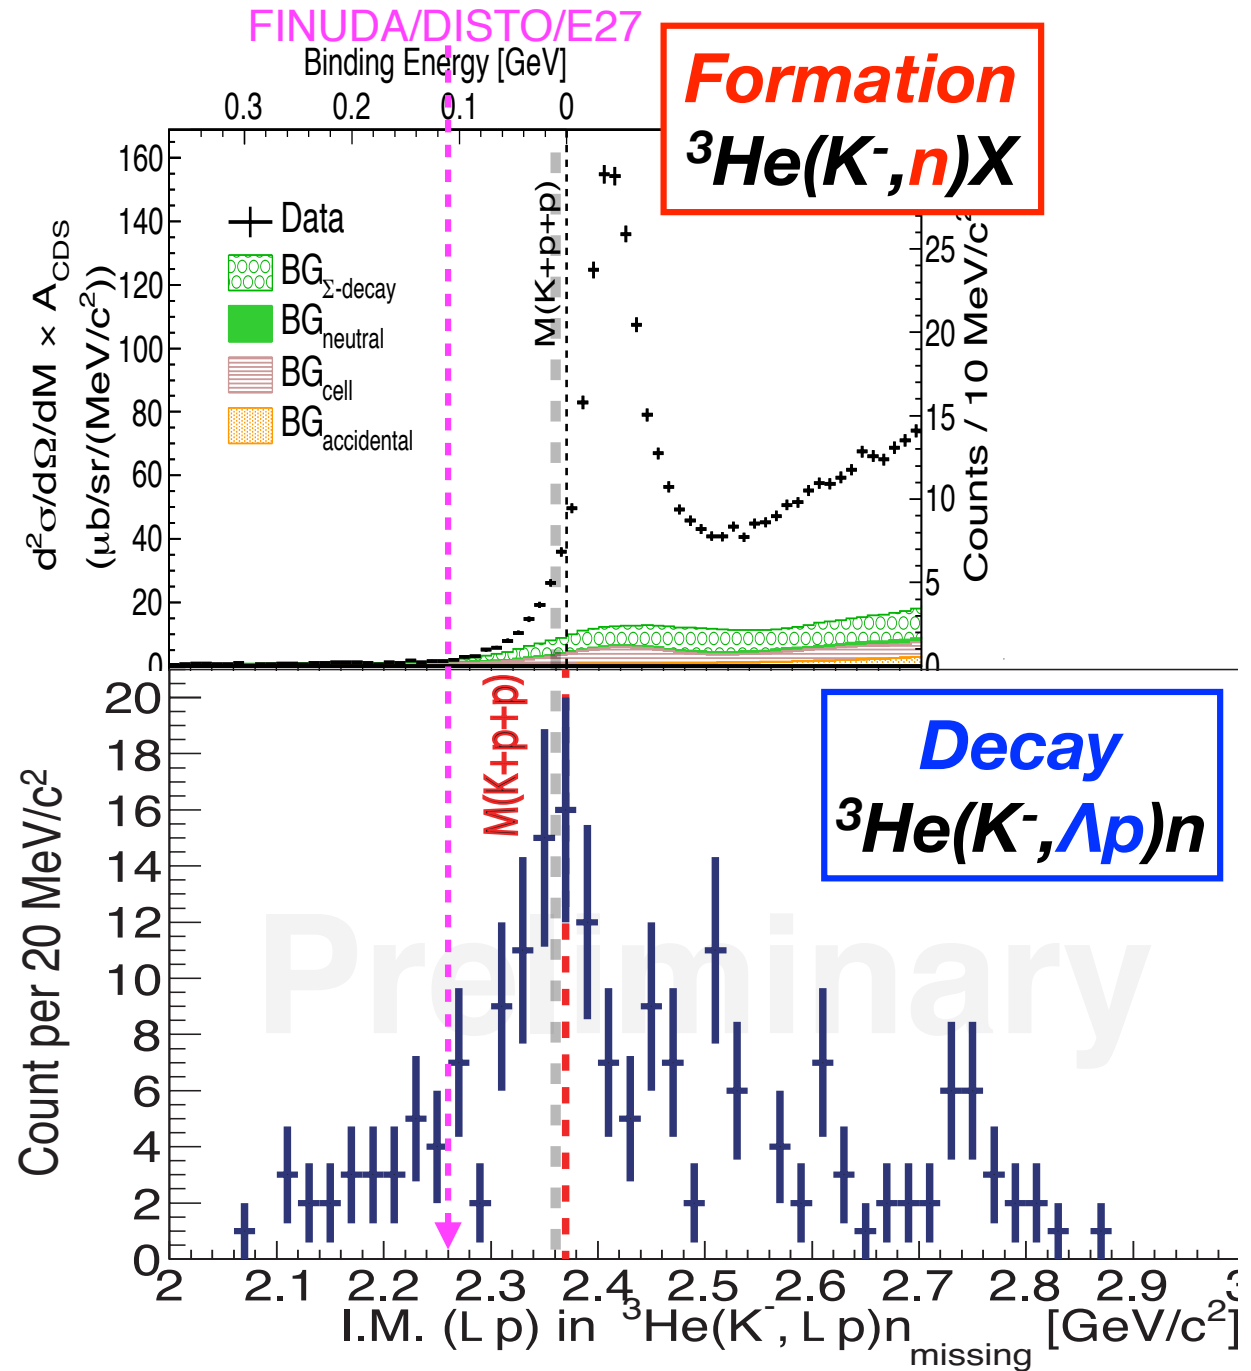 FINUDA/DISTO/E27
Binding Energy [GeV]
0.3 0.2 0.1 0
Formation
³He(K⁻,n)X
d²σ/dΩ/dM × A_CDS
(μb/sr/(MeV/c²))
160
140
120
100
80
60
40
20
0
Data
BG_Σ-decay
BG_neutral
BG_cell
BG_accidental
M(K+p+p)
25
20
15
10
5
0
Counts / 10 MeV/c²
M(K+p+p)
Decay
³He(K⁻,Λp)n
Preliminary
Count per 20 MeV/c²
20
18
16
14
12
10
8
6
4
2
0
2 2.1 2.2 2.3 2.4 2.5 2.6 2.7 2.8 2.9 3
I.M. (L p) in ³He(K⁻, L p)n_missing [GeV/c²]